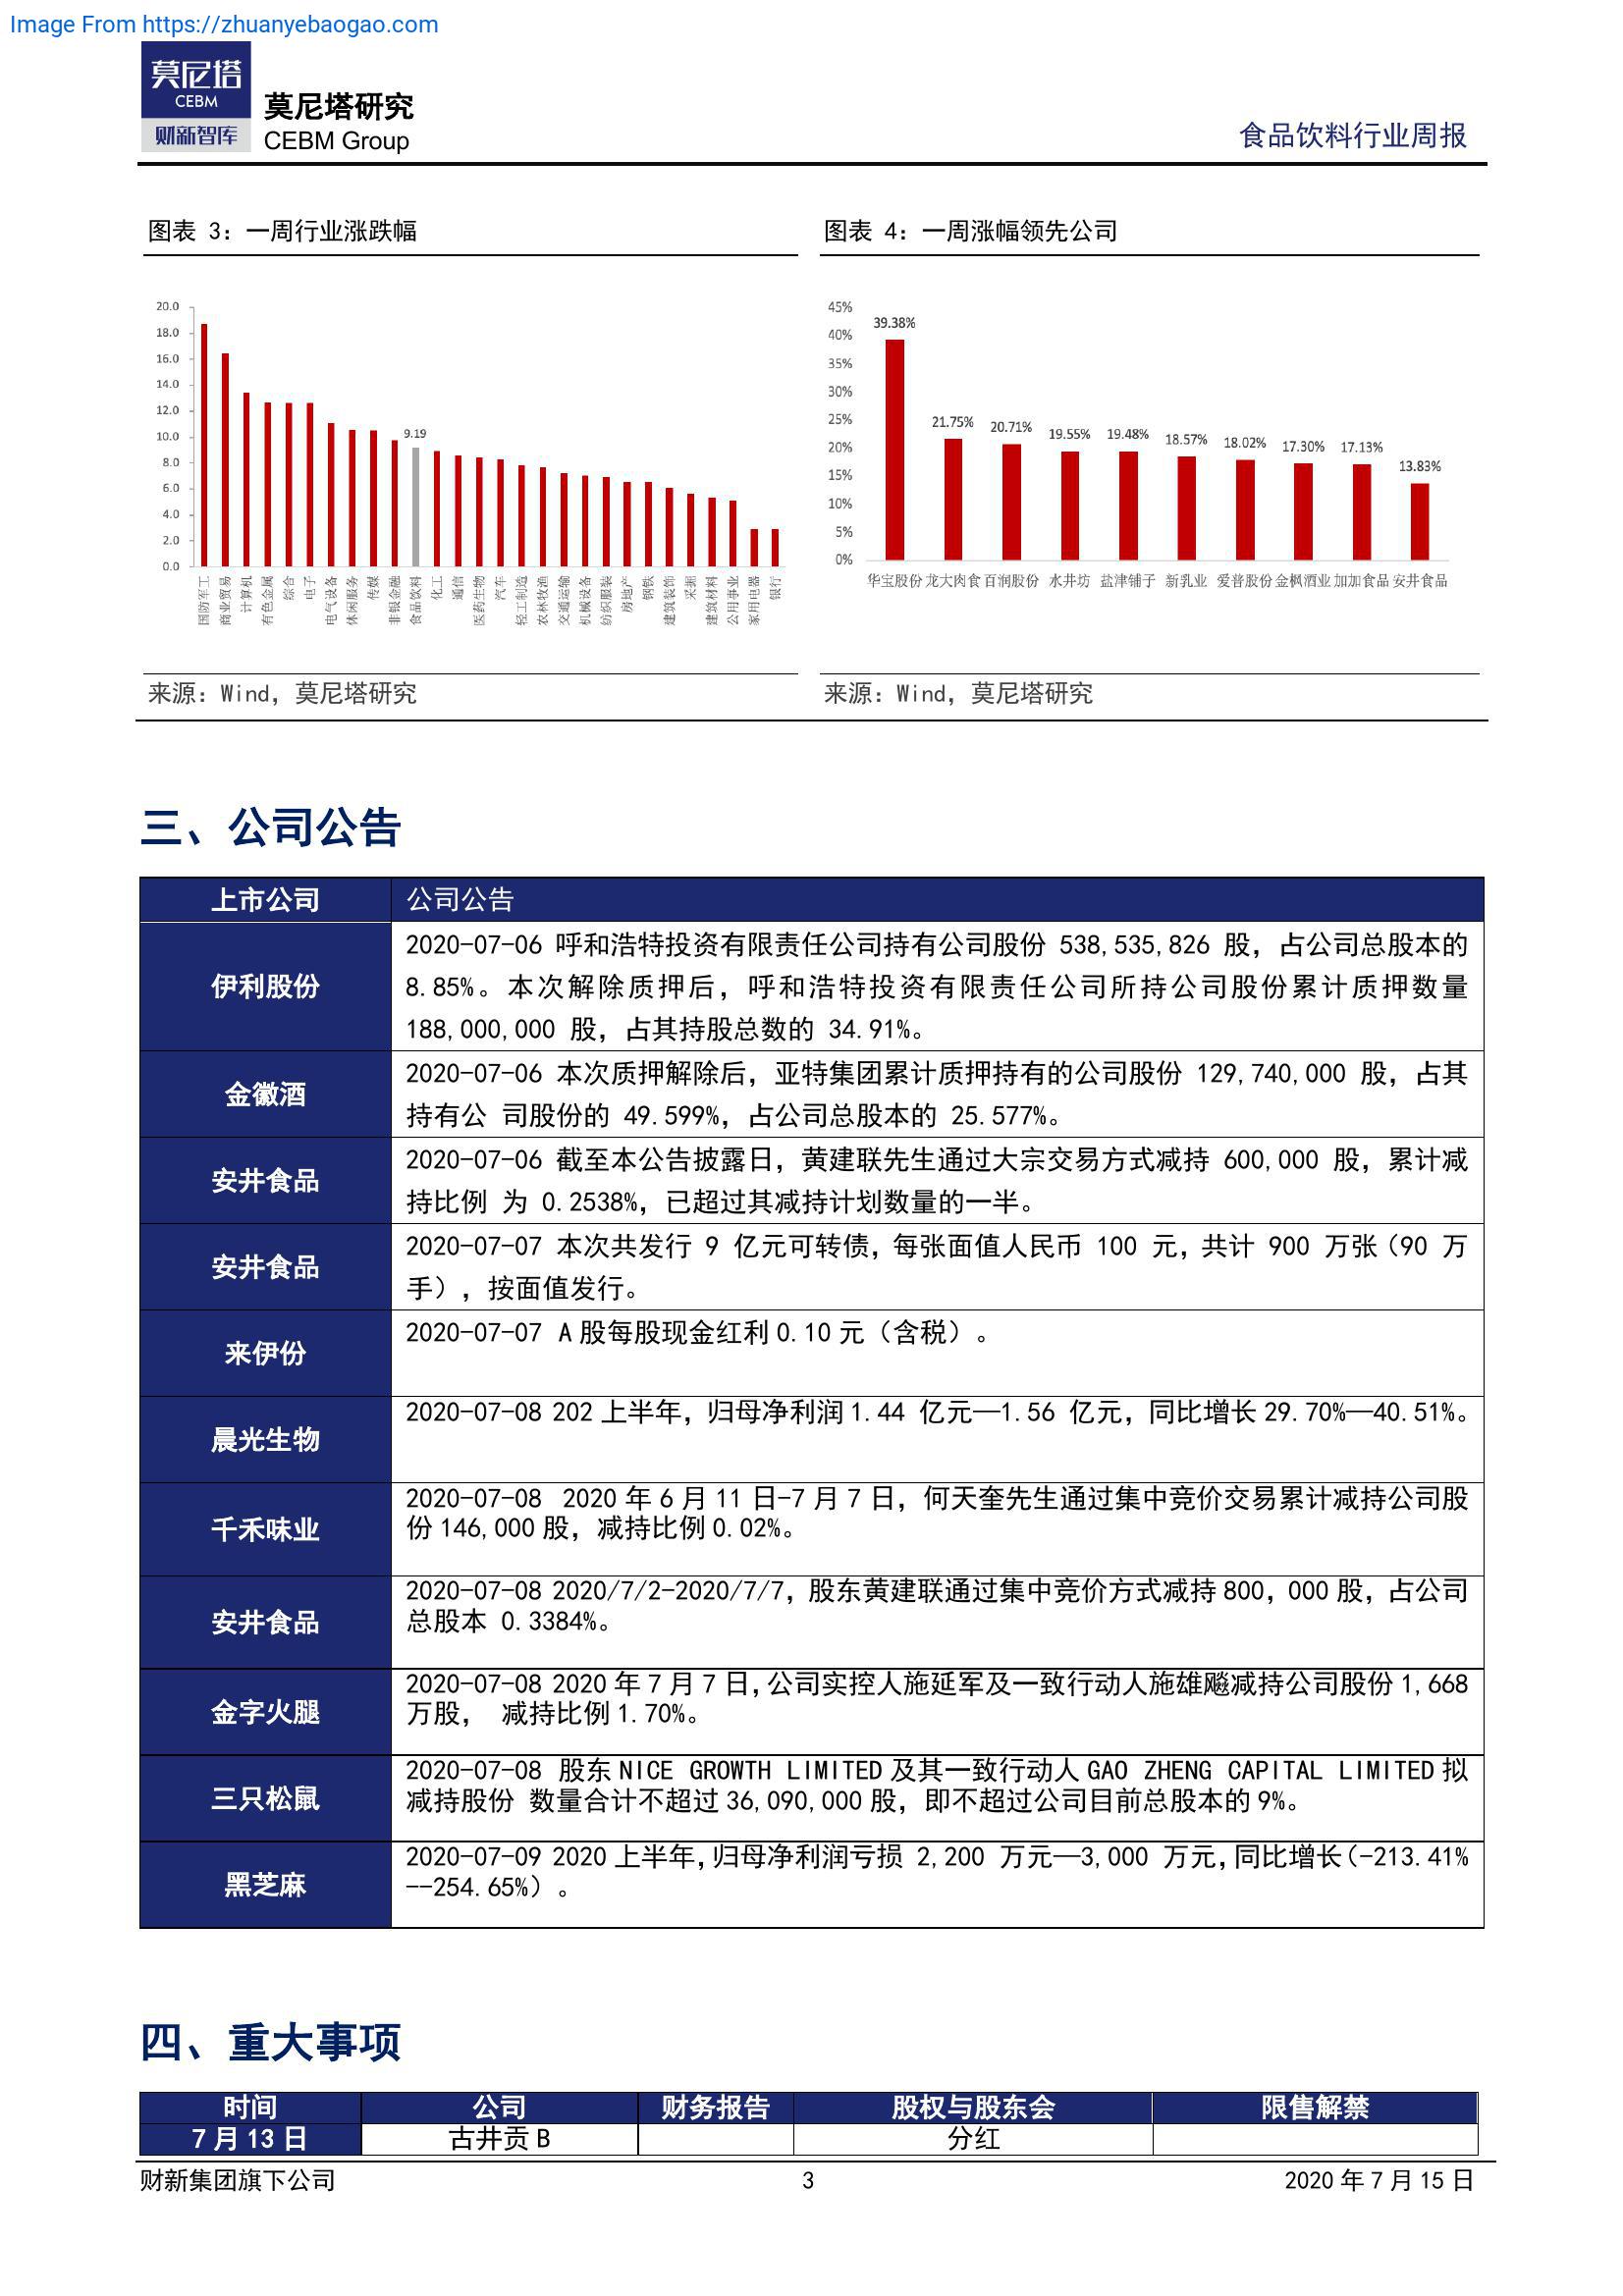 Image From https://zhuanyebaogao.com
莫尼塔
CEBM
财新智库
莫尼塔研究
CEBM Group
食品饮料行业周报
图表 3：一周行业涨跌幅
20.0
18.0
16.0
14.0
12.0
10.0
8.0
6.0
4.0
2.0
0.0
9.19
国防军工
商业贸易
计算机
有色金属
综合
电子
电气设备
休闲服务
传媒
非银金融
食品饮料
化工
通信
医药生物
汽车
轻工制造
农林牧渔
交通运输
机械设备
纺织服装
房地产
钢铁
建筑装饰
采掘
建筑材料
公用事业
家用电器
银行
来源：Wind，莫尼塔研究
图表 4：一周涨幅领先公司
45%
40%
35%
30%
25%
20%
15%
10%
5%
0%
39.38%
21.75%
20.71%
19.55%
19.48%
18.57%
18.02%
17.30%
17.13%
13.83%
华宝股份 龙大肉食 百润股份 水井坊 盐津铺子 新乳业 爱普股份 金枫酒业 加加食品 安井食品
来源：Wind，莫尼塔研究
三、公司公告
上市公司 公司公告
伊利股份
2020-07-06 呼和浩特投资有限责任公司持有公司股份 538,535,826 股，占公司总股本的
8.85%。本次解除质押后，呼和浩特投资有限责任公司所持公司股份累计质押数量
188,000,000 股，占其持股总数的 34.91%。
金徽酒
2020-07-06 本次质押解除后，亚特集团累计质押持有的公司股份 129,740,000 股，占其
持有公 司股份的 49.599%，占公司总股本的 25.577%。
安井食品
2020-07-06 截至本公告披露日，黄建联先生通过大宗交易方式减持 600,000 股，累计减
持比例 为 0.2538%，已超过其减持计划数量的一半。
安井食品
2020-07-07 本次共发行 9 亿元可转债，每张面值人民币 100 元，共计 900 万张（90 万
手），按面值发行。
来伊份
2020-07-07 A 股每股现金红利 0.10 元（含税）。
晨光生物
2020-07-08 202 上半年，归母净利润 1.44 亿元—1.56 亿元，同比增长 29.70%—40.51%。
千禾味业
2020-07-08 2020 年 6 月 11 日-7 月 7 日，何天奎先生通过集中竞价交易累计减持公司股
份 146,000 股，减持比例 0.02%。
安井食品
2020-07-08 2020/7/2-2020/7/7，股东黄建联通过集中竞价方式减持 800，000 股，占公司
总股本 0.3384%。
金字火腿
2020-07-08 2020 年 7 月 7 日，公司实控人施延军及一致行动人施雄飚减持公司股份 1,668
万股， 减持比例 1.70%。
三只松鼠
2020-07-08 股东 NICE GROWTH LIMITED 及其一致行动人 GAO ZHENG CAPITAL LIMITED 拟
减持股份 数量合计不超过 36,090,000 股，即不超过公司目前总股本的 9%。
黑芝麻
2020-07-09 2020 上半年，归母净利润亏损 2,200 万元—3,000 万元，同比增长（-213.41%
--254.65%）。
四、重大事项
时间 公司 财务报告 股权与股东会 限售解禁
7 月 13 日 古井贡 B 分红
财新集团旗下公司 3 2020 年 7 月 15 日